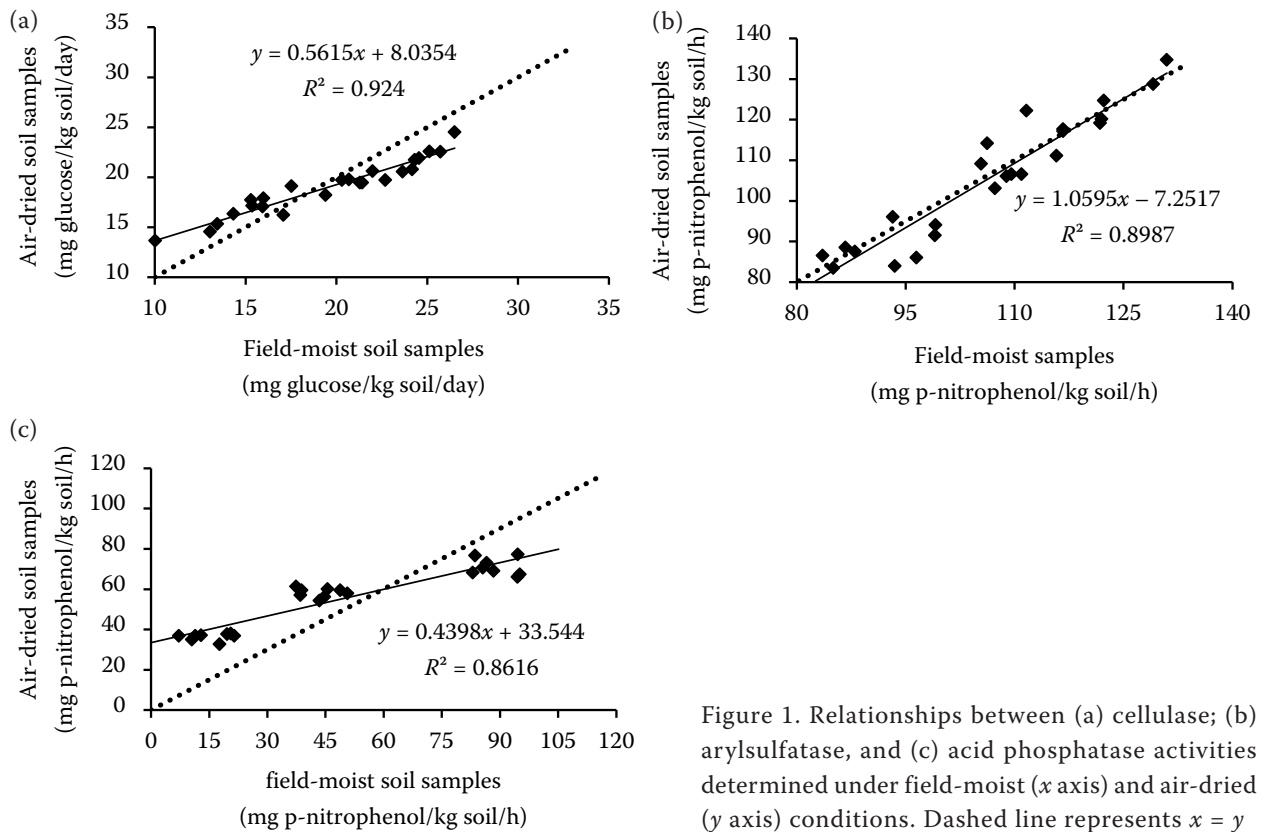 (a)
Air-dried soil samples
(mg glucose/kg soil/day)
35
30
25
20
15
10
y = 0.5615x + 8.0354
R² = 0.924
10 15 20 25 30 35
Field-moist soil samples
(mg glucose/kg soil/day)
(b)
Air-dried soil samples
(mg p-nitrophenol/kg soil/h)
140
130
120
110
100
90
80
y = 1.0595x – 7.2517
R² = 0.8987
80 95 110 125 140
Field-moist samples
(mg p-nitrophenol/kg soil/h)
(c)
Air-dried soil samples
(mg p-nitrophenol/kg soil/h)
120
100
80
60
40
20
0
y = 0.4398x + 33.544
R² = 0.8616
0 15 30 45 60 75 90 105 120
field-moist soil samples
(mg p-nitrophenol/kg soil/h)
Figure 1. Relationships between (a) cellulase; (b)
arylsulfatase, and (c) acid phosphatase activities
determined under field-moist (x axis) and air-dried
(y axis) conditions. Dashed line represents x = y